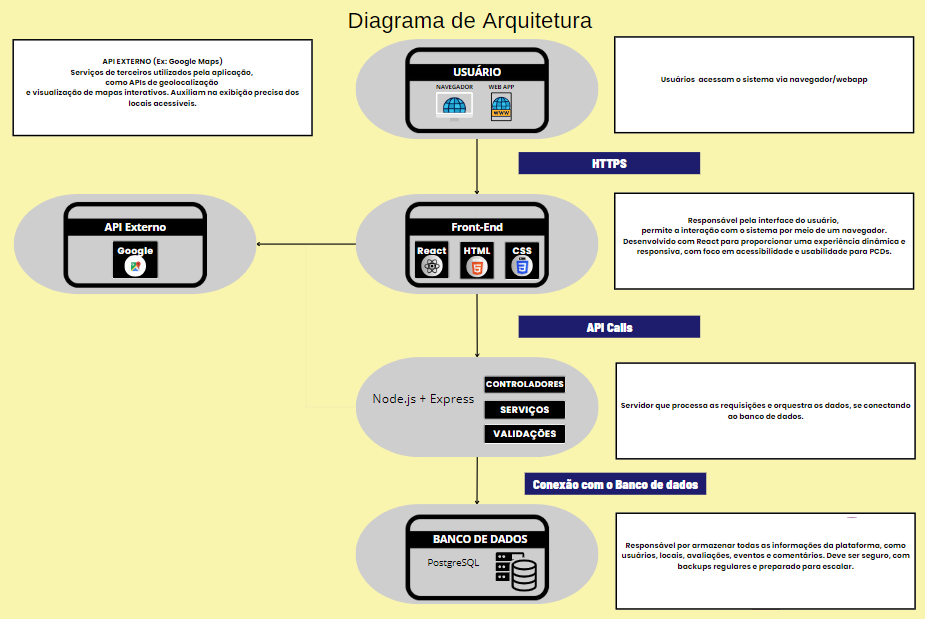 Diagrama de Arquitetura
API EXTERNO (Ex: Google Maps)
Serviços de terceiros utilizados pela aplicação,
como APIs de geolocalização
e visualização de mapas interativos. Auxiliam na exibição precisa dos
locais acessíveis.
USUÁRIO
NAVEGADOR
WEB APP
WWW
Usuários acessam o sistema via navegador/webapp
HTTPS
API Externo
Google
Front-End
React
HTML
CSS
Responsável pela interface do usuário,
permite a interação com o sistema por meio de um navegador.
Desenvolvido com React para proporcionar uma experiência dinâmica e
responsiva, com foco em acessibilidade e usabilidade para PCDs.
API Calls
Node.js + Express
CONTROLADORES
SERVIÇOS
VALIDAÇÕES
Servidor que processa as requisições e orquestra os dados, se conectando
ao banco de dados.
Conexão com o Banco de dados
BANCO DE DADOS
PostgreSQL
Responsável por armazenar todas as informações da plataforma, como
usuários, locais, avaliações, eventos e comentários. Deve ser seguro, com
backups regulares e preparado para escalar.